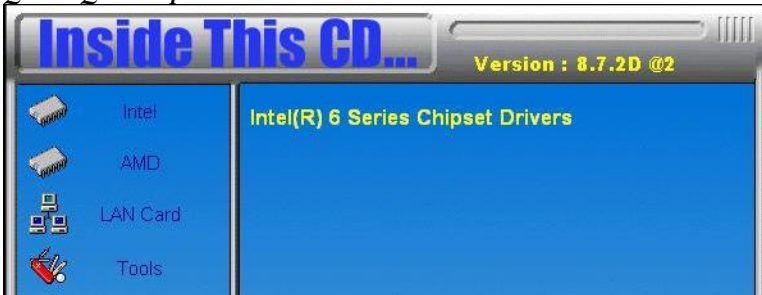 Inside This CD...
Version : 8.7.2D @2
Intel
Intel(R) 6 Series Chipset Drivers
AMD
LAN Card
Tools